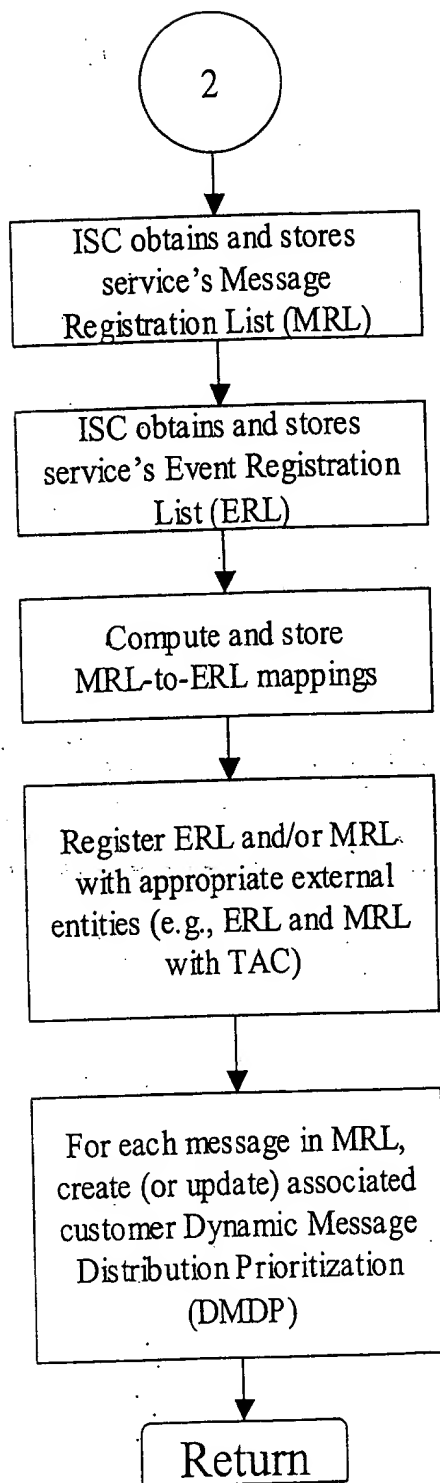 2
ISC obtains and stores
service's Message
Registration List (MRL)
ISC obtains and stores
service's Event Registration
List (ERL)
Compute and store
MRL-to-ERL mappings
Register ERL and/or MRL
with appropriate external
entities (e.g., ERL and MRL
with TAC)
For each message in MRL,
create (or update) associated
customer Dynamic Message
Distribution Prioritization
(DMDP)
Return